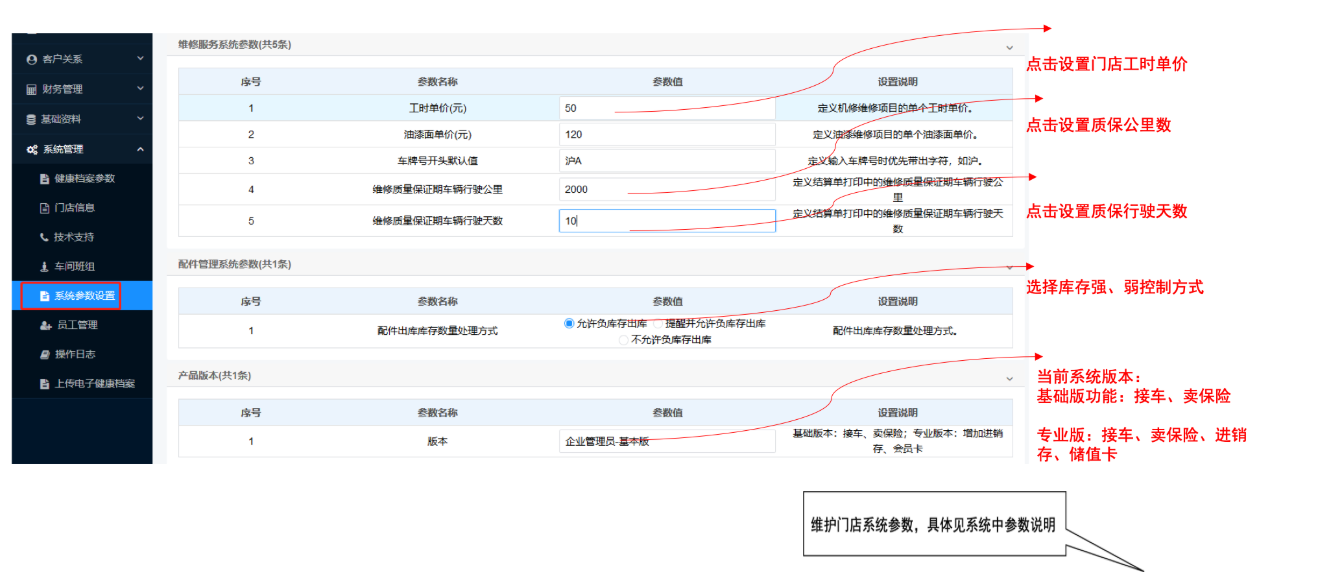 客户关系
财务管理
基础资料
系统管理
健康档案参数
门店信息
技术支持
车间班组
系统参数设置
员工管理
操作日志
上传电子健康档案
维修服务系统参数(共5条)
序号 参数名称 参数值 设置说明
1 工时单价(元) 50 定义机修维修项目的单个工时单价。
2 油漆面单价(元) 120 定义油漆维修项目的单个油漆面单价。
3 车牌号开头默认值 沪A 定义输入车牌号时优先带出字符，如沪。
4 维修质量保证期车辆行驶公里 2000 定义结算单打印中的维修质量保证期车辆行驶公
里
5 维修质量保证期车辆行驶天数 10 定义结算单打印中的维修质量保证期车辆行驶天
数
配件管理系统参数(共1条)
序号 参数名称 参数值 设置说明
1 配件出库库存数量处理方式 允许负库存出库 提醒并允许负库存出库 配件出库库存数量处理方式。
不允许负库存出库
产品版本(共1条)
序号 参数名称 参数值 设置说明
1 版本 企业管理员-基本版 基础版本：接车、卖保险；专业版本：增加进销
存、会员卡
点击设置门店工时单价
点击设置质保公里数
点击设置质保行驶天数
选择库存强、弱控制方式
当前系统版本：
基础版功能：接车、卖保险
专业版：接车、卖保险、进销
存、储值卡
维护门店系统参数，具体见系统中参数说明